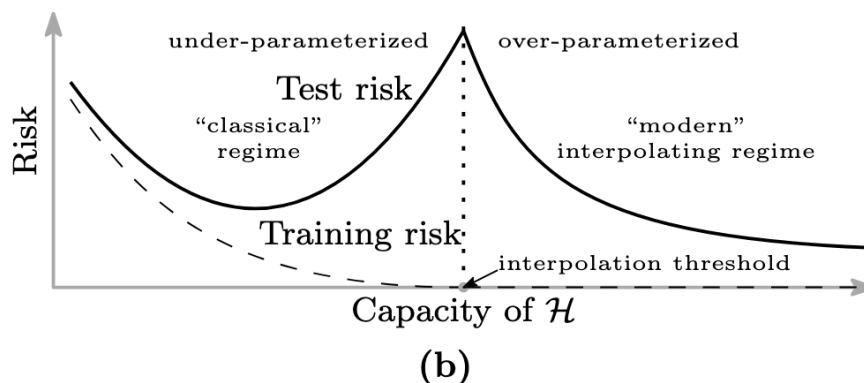 under-parameterized
over-parameterized
Test risk
“classical”
regime
“modern”
interpolating regime
Risk
Training risk
interpolation threshold
Capacity of ℋ
(b)